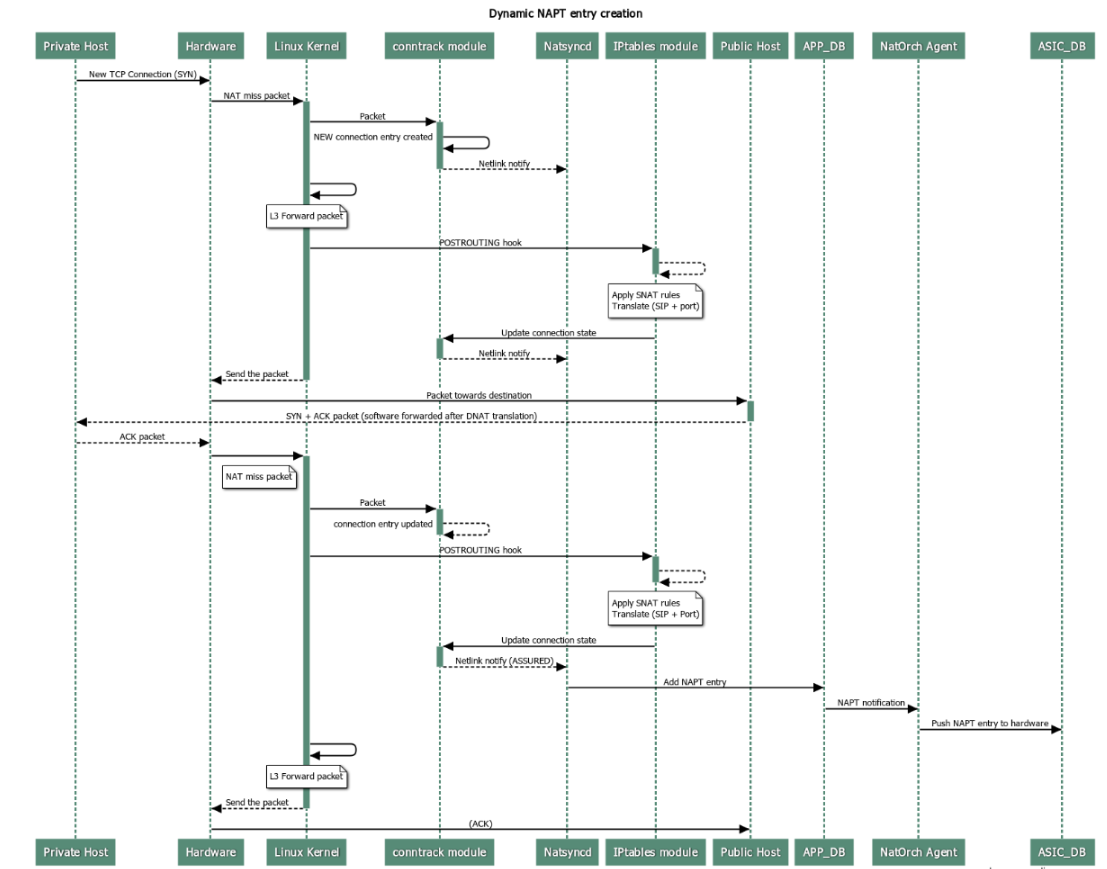 Dynamic NAPT entry creation
Private Host
Hardware
Linux Kernel
conntrack module
Natsyncd
IPtables module
Public Host
APP_DB
NatOrch Agent
ASIC_DB
New TCP Connection (SYN)
NAT miss packet
Packet
NEW connection entry created
Netlink notify
L3 Forward packet
POSTROUTING hook
Apply SNAT rules
Translate (SIP + port)
Update connection state
Netlink notify
Send the packet
Packet towards destination
SYN + ACK packet (software forwarded after DNAT translation)
ACK packet
NAT miss packet
Packet
connection entry updated
POSTROUTING hook
Apply SNAT rules
Translate (SIP + Port)
Update connection state
Netlink notify (ASSURED)
Add NAPT entry
NAPT notification
Push NAPT entry to hardware
L3 Forward packet
Send the packet
(ACK)
Private Host
Hardware
Linux Kernel
conntrack module
Natsyncd
IPtables module
Public Host
APP_DB
NatOrch Agent
ASIC_DB